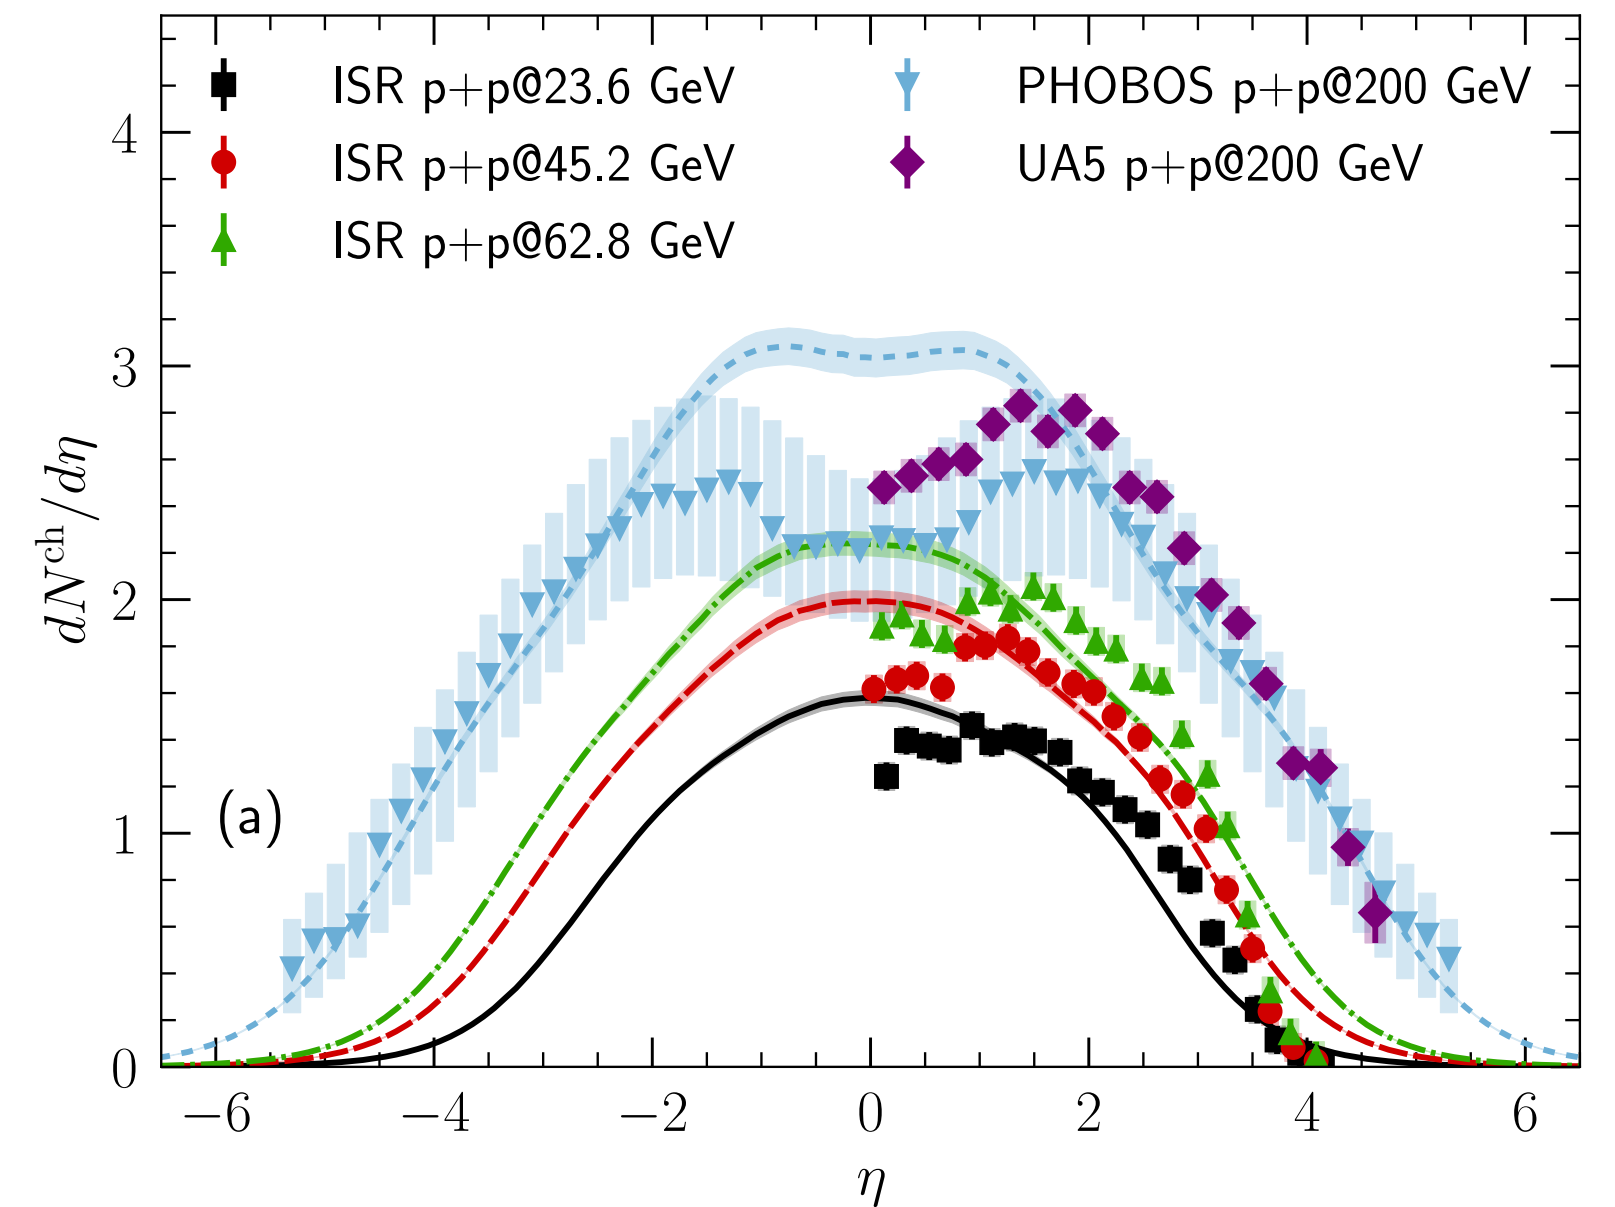 ISR p+p@23.6 GeV
ISR p+p@45.2 GeV
ISR p+p@62.8 GeV
PHOBOS p+p@200 GeV
UA5 p+p@200 GeV
4
3
2
1
0
dN^ch/dη
(a)
−6 −4 −2 0 2 4 6
η